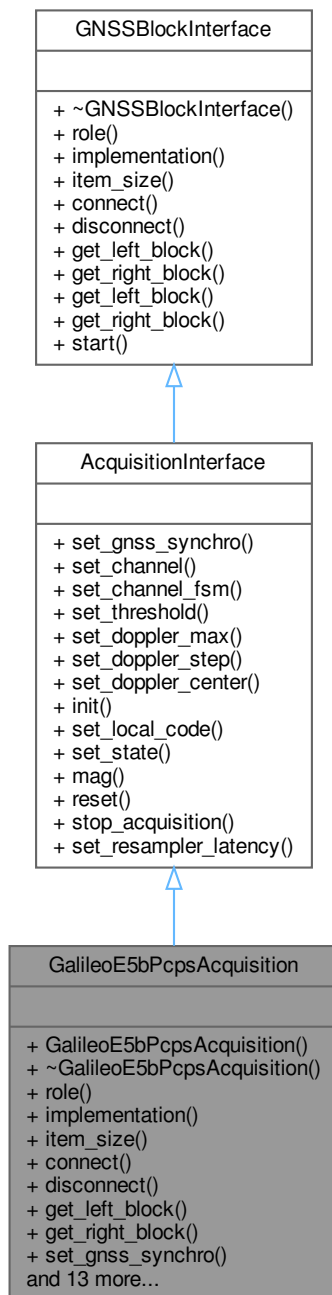 GNSSBlockInterface
+ ~GNSSBlockInterface()
+ role()
+ implementation()
+ item_size()
+ connect()
+ disconnect()
+ get_left_block()
+ get_right_block()
+ get_left_block()
+ get_right_block()
+ start()
AcquisitionInterface
+ set_gnss_synchro()
+ set_channel()
+ set_channel_fsm()
+ set_threshold()
+ set_doppler_max()
+ set_doppler_step()
+ set_doppler_center()
+ init()
+ set_local_code()
+ set_state()
+ mag()
+ reset()
+ stop_acquisition()
+ set_resampler_latency()
GalileoE5bPcpsAcquisition
+ GalileoE5bPcpsAcquisition()
+ ~GalileoE5bPcpsAcquisition()
+ role()
+ implementation()
+ item_size()
+ connect()
+ disconnect()
+ get_left_block()
+ get_right_block()
+ set_gnss_synchro()
and 13 more...